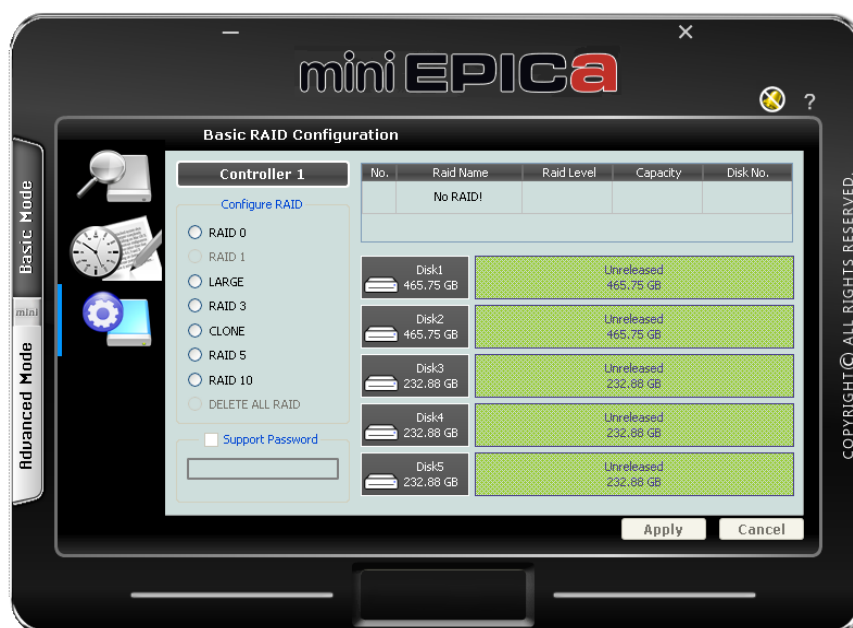 mini EPICa
?
Basic RAID Configuration
Basic Mode
mini
Advanced Mode
Controller 1
Configure RAID
RAID 0
RAID 1
LARGE
RAID 3
CLONE
RAID 5
RAID 10
DELETE ALL RAID
Support Password
No. Raid Name Raid Level Capacity Disk No.
No RAID!
Disk1 Unreleased
465.75 GB 465.75 GB
Disk2 Unreleased
465.75 GB 465.75 GB
Disk3 Unreleased
232.88 GB 232.88 GB
Disk4 Unreleased
232.88 GB 232.88 GB
Disk5 Unreleased
232.88 GB 232.88 GB
Apply Cancel
COPYRIGHT© ALL RIGHTS RESERVED.